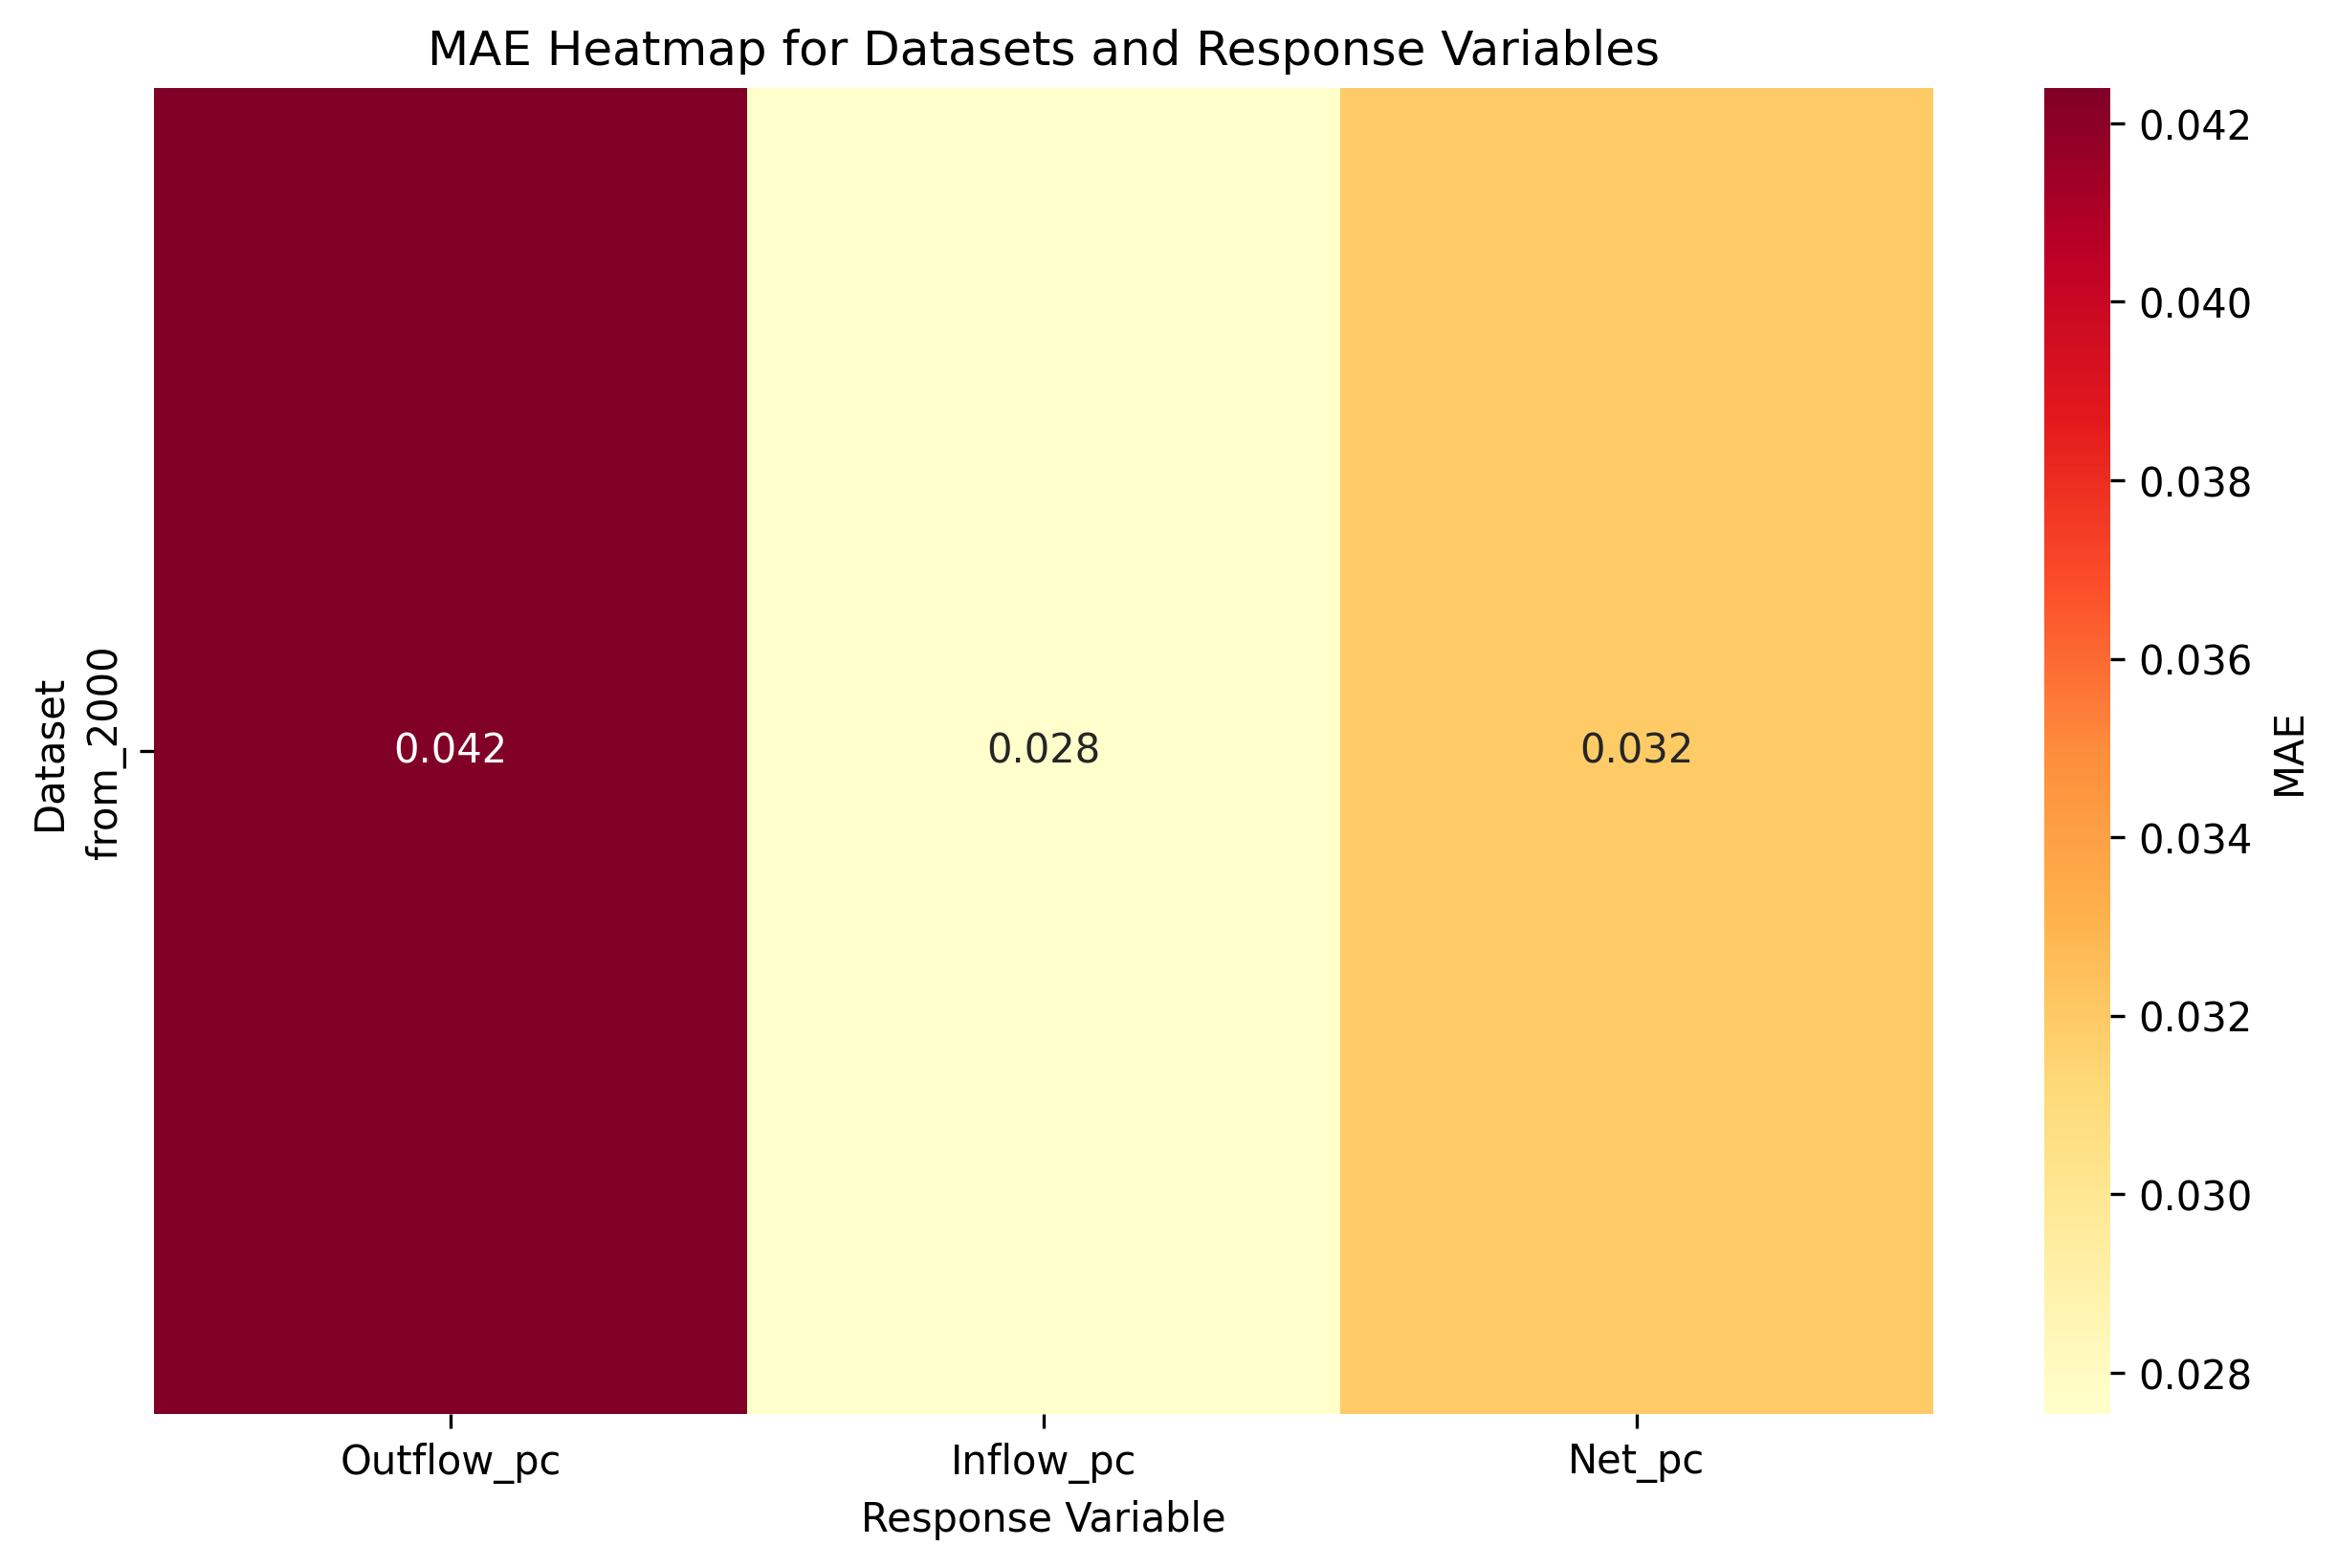 MAE Heatmap for Datasets and Response Variables
Dataset
from_2000
0.042
0.028
0.032
Outflow_pc
Inflow_pc
Net_pc
Response Variable
0.042
0.040
0.038
0.036
0.034
0.032
0.030
0.028
MAE